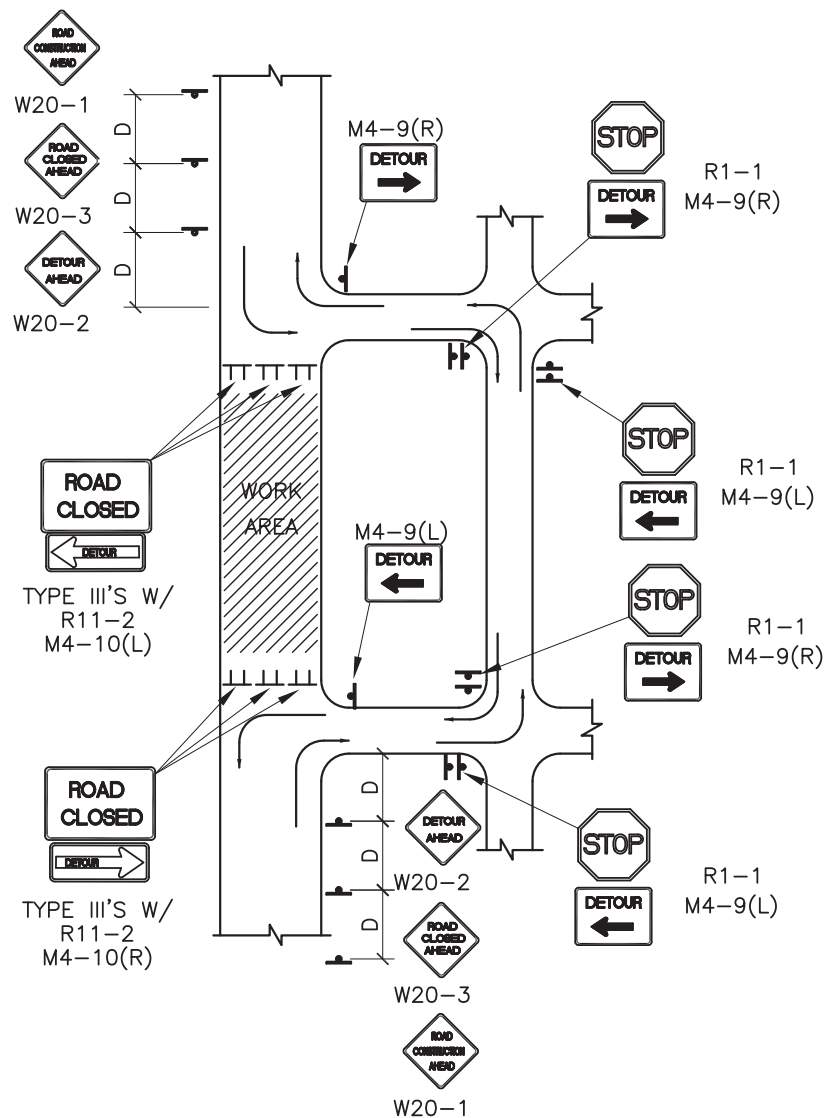 ROAD
CONSTRUCTION
AHEAD
W20-1
D
ROAD
CLOSED
AHEAD
W20-3
D
DETOUR
AHEAD
W20-2
D
M4-9(R)
DETOUR
STOP
DETOUR
R1-1
M4-9(R)
ROAD
CLOSED
DETOUR
TYPE III'S W/
R11-2
M4-10(L)
WORK
AREA
M4-9(L)
DETOUR
STOP
DETOUR
R1-1
M4-9(L)
STOP
DETOUR
R1-1
M4-9(R)
ROAD
CLOSED
DETOUR
TYPE III'S W/
R11-2
M4-10(R)
D
DETOUR
AHEAD
W20-2
D
ROAD
CLOSED
AHEAD
W20-3
D
ROAD
CONSTRUCTION
AHEAD
W20-1
STOP
DETOUR
R1-1
M4-9(L)